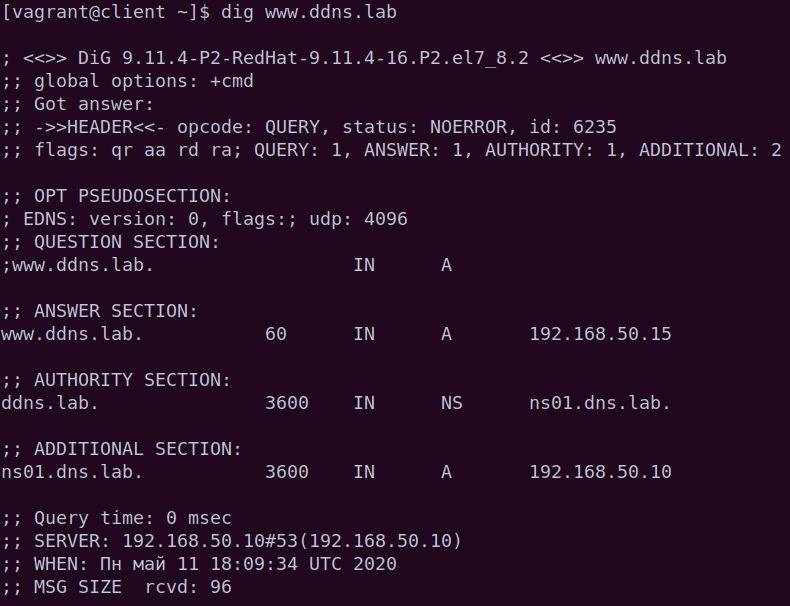 [vagrant@client ~]$ dig www.ddns.lab
; <<>> DiG 9.11.4-P2-RedHat-9.11.4-16.P2.el7_8.2 <<>> www.ddns.lab
;; global options: +cmd
;; Got answer:
;; ->>HEADER<<- opcode: QUERY, status: NOERROR, id: 6235
;; flags: qr aa rd ra; QUERY: 1, ANSWER: 1, AUTHORITY: 1, ADDITIONAL: 2
;; OPT PSEUDOSECTION:
; EDNS: version: 0, flags:; udp: 4096
;; QUESTION SECTION:
;www.ddns.lab. IN A
;; ANSWER SECTION:
www.ddns.lab. 60 IN A 192.168.50.15
;; AUTHORITY SECTION:
ddns.lab. 3600 IN NS ns01.dns.lab.
;; ADDITIONAL SECTION:
ns01.dns.lab. 3600 IN A 192.168.50.10
;; Query time: 0 msec
;; SERVER: 192.168.50.10#53(192.168.50.10)
;; WHEN: Пн май 11 18:09:34 UTC 2020
;; MSG SIZE rcvd: 96